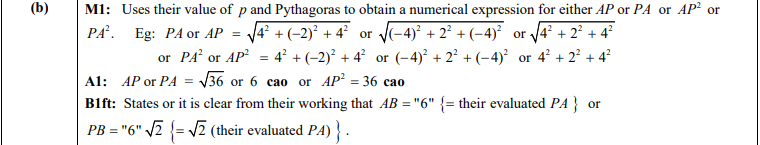 (b) M1: Uses their value of p and Pythagoras to obtain a numerical expression for either AP or PA or AP² or
PA². Eg: PA or AP = √(4² + (−2)² + 4²) or √((−4)² + 2² + (−4)²) or √(4² + 2² + 4²)
or PA² or AP² = 4² + (−2)² + 4² or (−4)² + 2² + (−4)² or 4² + 2² + 4²
A1: AP or PA = √36 or 6 cao or AP² = 36 cao
B1ft: States or it is clear from their working that AB = "6" {= their evaluated PA } or
PB = "6" √2 {= √2 (their evaluated PA) } .